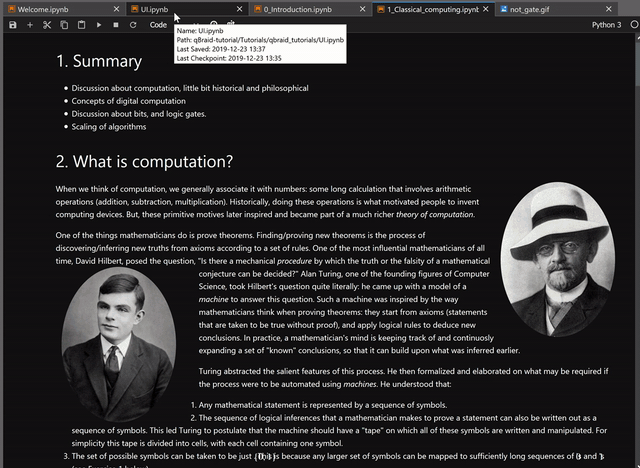 Welcome.ipynb
UI.ipynb
0_Introduction.ipynb
1_Classical_computing.ipynb
not_gate.gif
Code
Python 3
Name: UI.ipynb
Path: qBraid-tutorial/Tutorials/qbraid_tutorials/UI.ipynb
Last Saved: 2019-12-23 13:37
Last Checkpoint: 2019-12-23 13:35
1. Summary
Discussion about computation, little bit historical and philosophical
Concepts of digital computation
Discussion about bits, and logic gates.
Scaling of algorithms
2. What is computation?
When we think of computation, we generally associate it with numbers: some long calculation that involves arithmetic
operations (addition, subtraction, multiplication). Historically, doing these operations is what motivated people to invent
computing devices. But, these primitive motives later inspired and became part of a much richer theory of computation.
One of the things mathematicians do is prove theorems. Finding/proving new theorems is the process of
discovering/inferring new truths from axioms according to a set of rules. One of the most influential mathematicians of all
time, David Hilbert, posed the question, "Is there a mechanical procedure by which the truth or the falsity of a mathematical
conjecture can be decided?" Alan Turing, one of the founding figures of Computer
Science, took Hilbert's question quite literally: he came up with a model of a
machine to answer this question. Such a machine was inspired by the way
mathematicians think when proving theorems: they start from axioms (statements
that are taken to be true without proof), and apply logical rules to deduce new
conclusions. In practice, a mathematician's mind is keeping track of and continuosly
expanding a set of "known" conclusions, so that it can build upon what was inferred earlier.
Turing abstracted the salient features of this process. He then formalized and elaborated on what may be required if
the process were to be automated using machines. He understood that:
1. Any mathematical statement is represented by a sequence of symbols.
2. The sequence of logical inferences that a mathematician makes to prove a statement can also be written out as a
sequence of symbols. This led Turing to postulate that the machine should have a "tape" on which all of these symbols are written and manipulated. For
simplicity this tape is divided into cells, with each cell containing one symbol.
3. The set of possible symbols can be taken to be just is because any larger set of symbols can be mapped to sufficiently long sequences of s and s